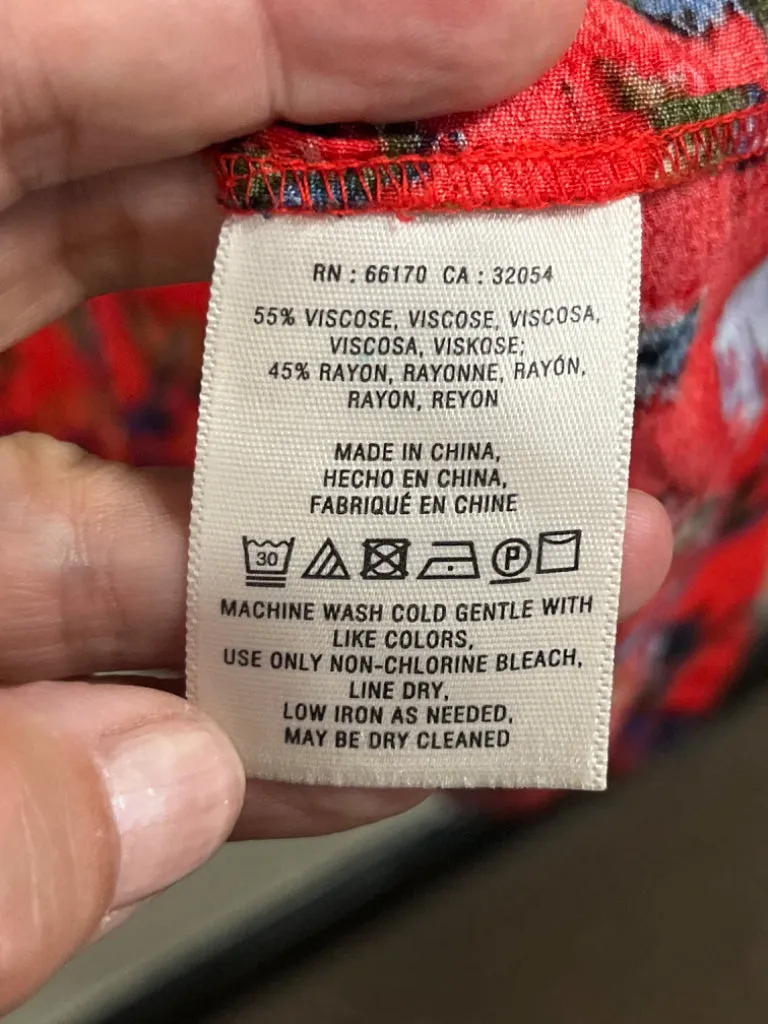 RN : 66170 CA : 32054
55% VISCOSE, VISCOSE, VISCOSA,
VISCOSA, VISKOSE;
45% RAYON, RAYONNE, RAYÓN,
RAYON, REYON
MADE IN CHINA,
HECHO EN CHINA,
FABRIQUÉ EN CHINE
30 P
MACHINE WASH COLD GENTLE WITH
LIKE COLORS,
USE ONLY NON-CHLORINE BLEACH,
LINE DRY,
LOW IRON AS NEEDED,
MAY BE DRY CLEANED